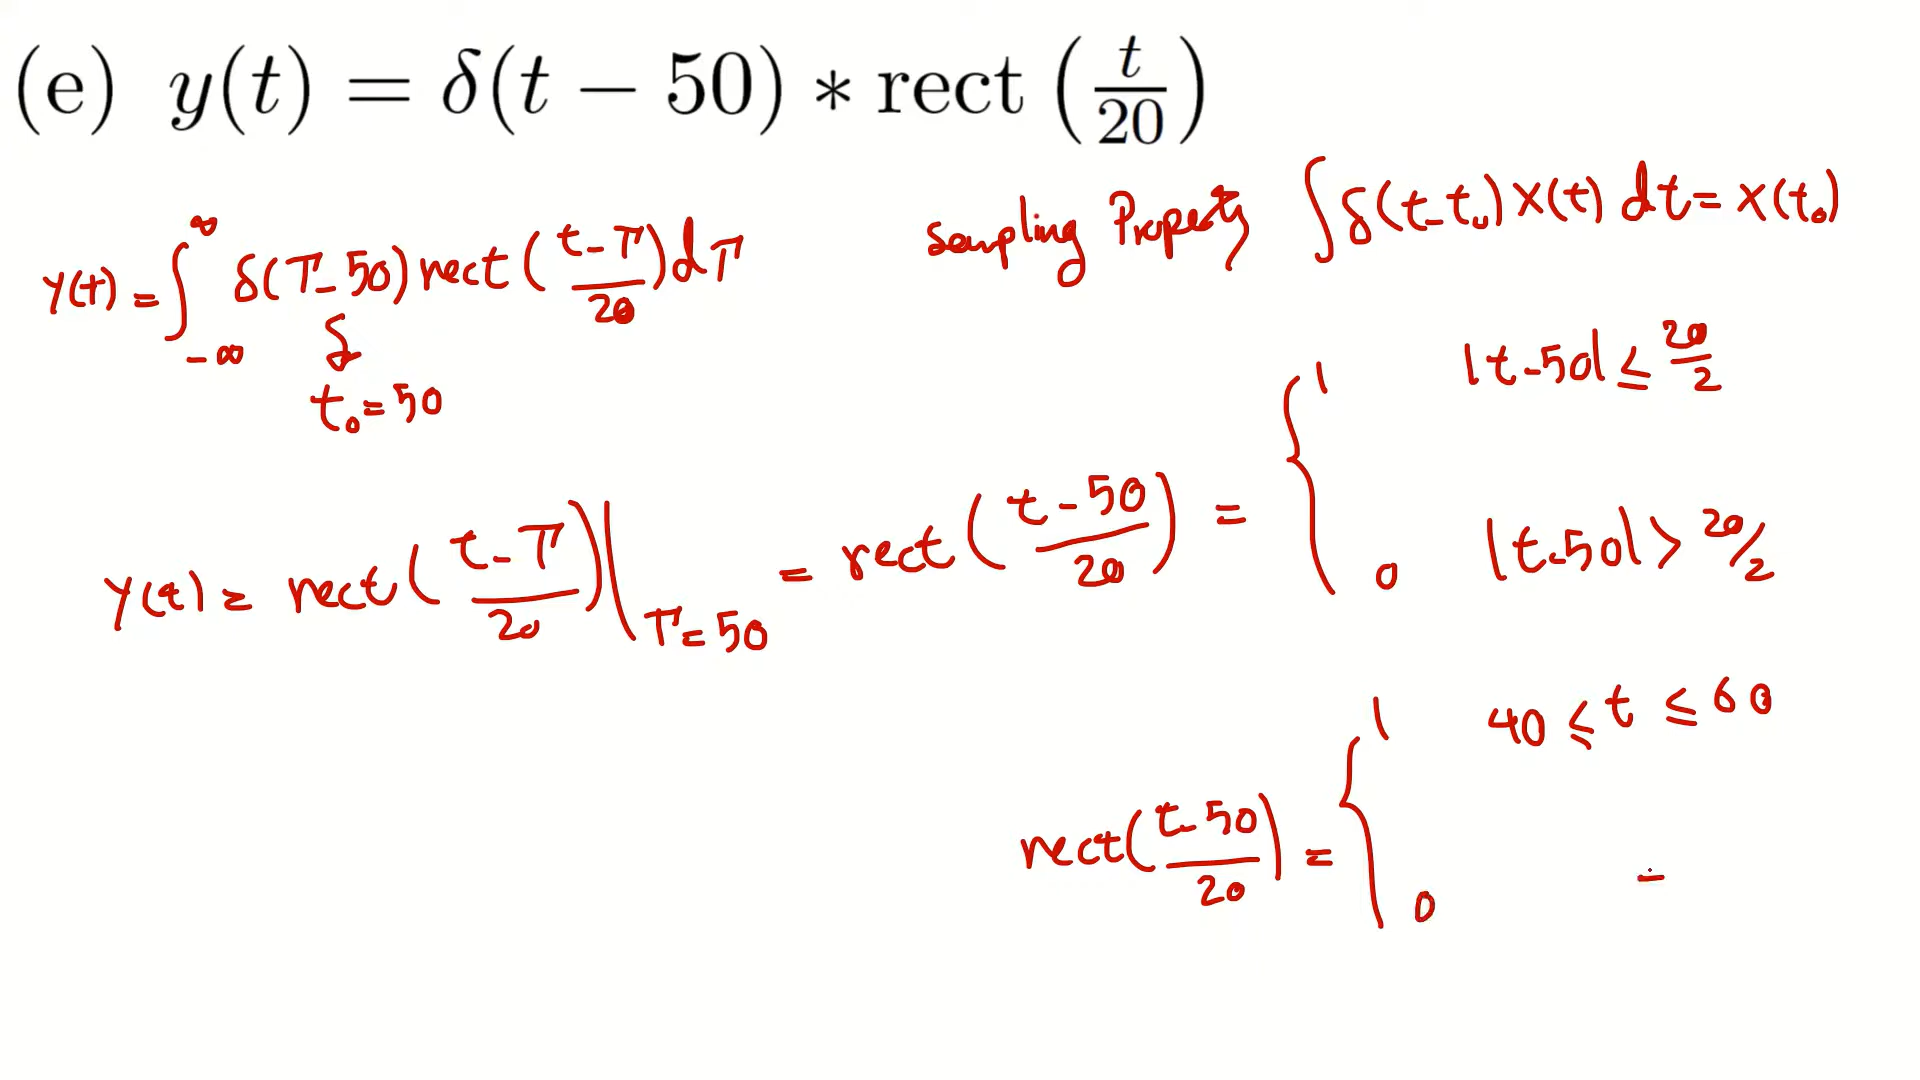 (e) y(t) = δ(t − 50) ∗ rect (t/20)
Sampling Property ∫ δ(t-t₀) x(t) dt = x(t₀)
y(t) = ∫_{-∞}^{∞} δ(τ-50) rect((t-τ)/20) dτ
t₀ = 50
y(t) = rect((t-τ)/20)|_{τ=50} = rect((t-50)/20) = { 1 |t-50| ≤ 20/2
0 |t-50| > 20/2
rect((t-50)/20) = { 1 40 ≤ t ≤ 60
0 -